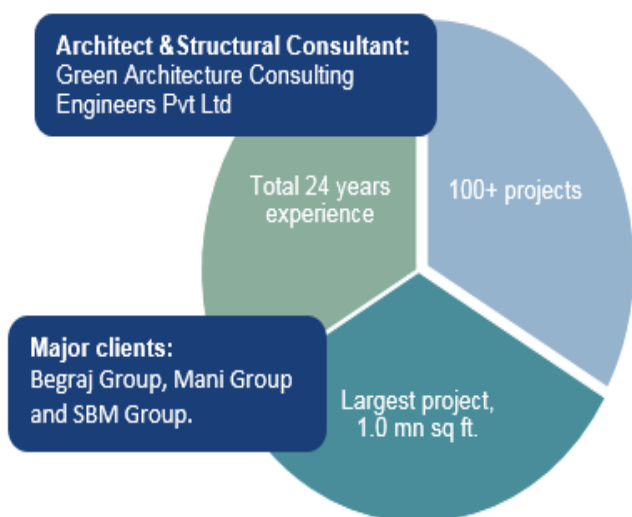 Architect &Structural Consultant:
Green Architecture Consulting
Engineers Pvt Ltd
Total 24 years
experience
100+ projects
Major clients:
Begraj Group, Mani Group
and SBM Group.
Largest project,
1.0 mn sq ft.